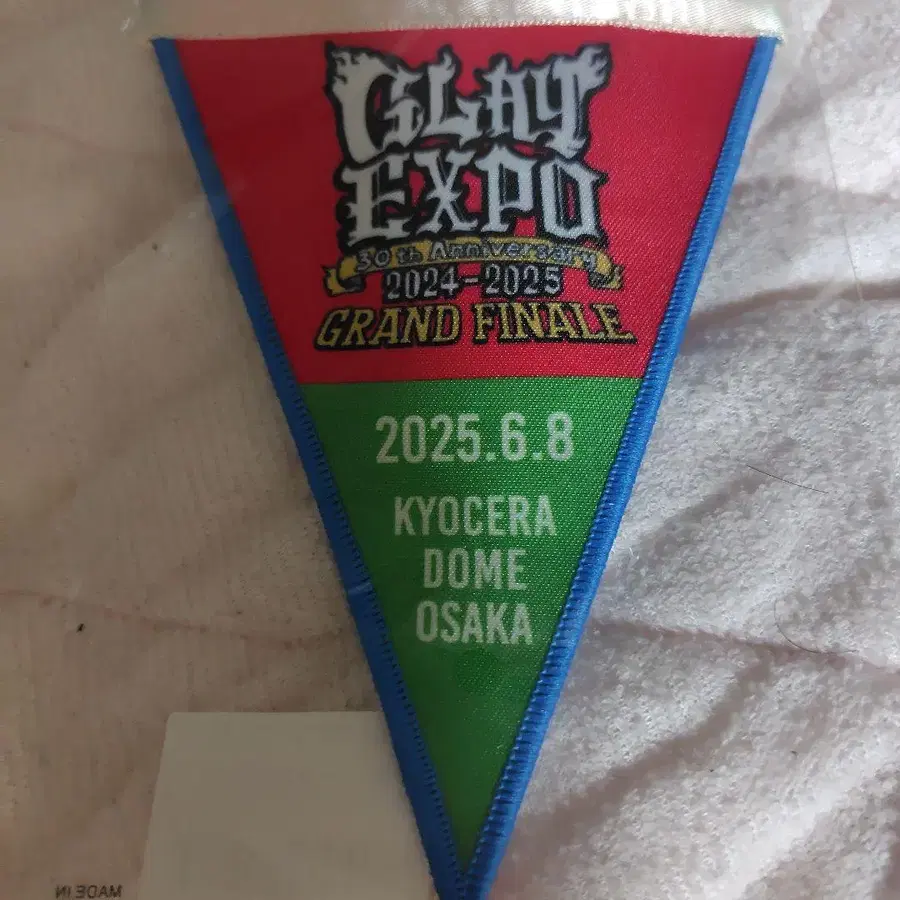 GLAY
EXPO
30th Anniversary
2024-2025
GRAND FINALE
2025.6.8
KYOCERA
DOME
OSAKA
MADE IN